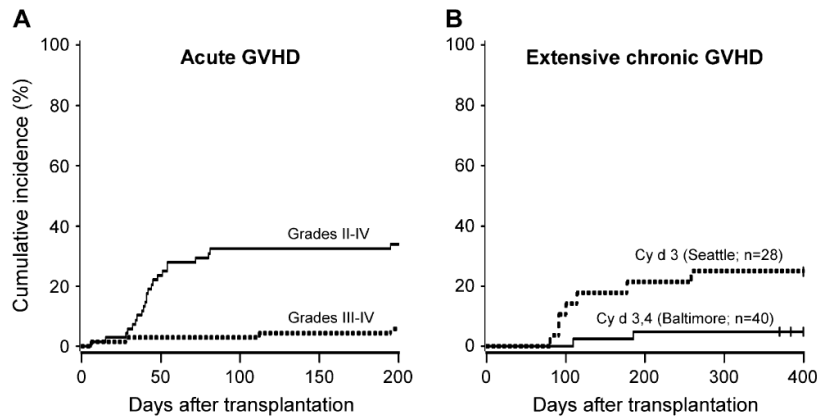 A
Acute GVHD
Cumulative incidence (%)
100
80
60
40
20
0
Grades II-IV
Grades III-IV
0 50 100 150 200
Days after transplantation
B
Extensive chronic GVHD
100
80
60
40
20
0
Cy d 3 (Seattle; n=28)
Cy d 3,4 (Baltimore; n=40)
0 100 200 300 400
Days after transplantation